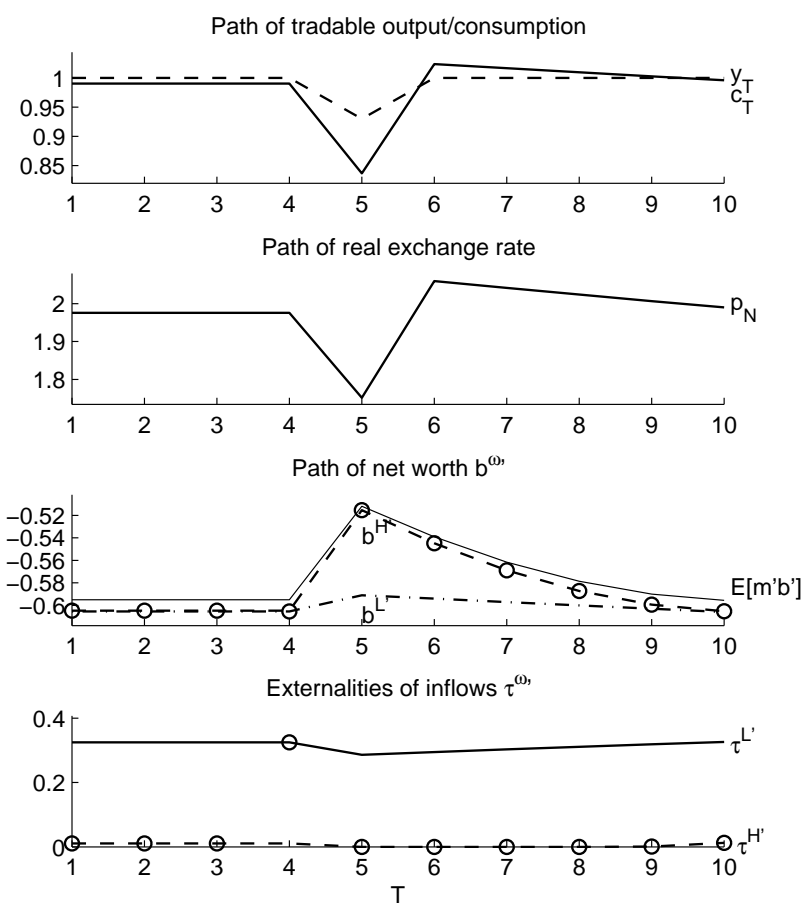 Path of tradable output/consumption
1
0.95
0.9
0.85
y_T
c_T
1 2 3 4 5 6 7 8 9 10
Path of real exchange rate
2
1.9
1.8
p_N
1 2 3 4 5 6 7 8 9 10
Path of net worth b^ω'
−0.52
−0.54
−0.56
−0.58
−0.6
b^H'
b^L'
E[m'b']
1 2 3 4 5 6 7 8 9 10
Externalities of inflows τ^ω'
0.4
0.2
0
τ^L'
τ^H'
1 2 3 4 5 6 7 8 9 10
T